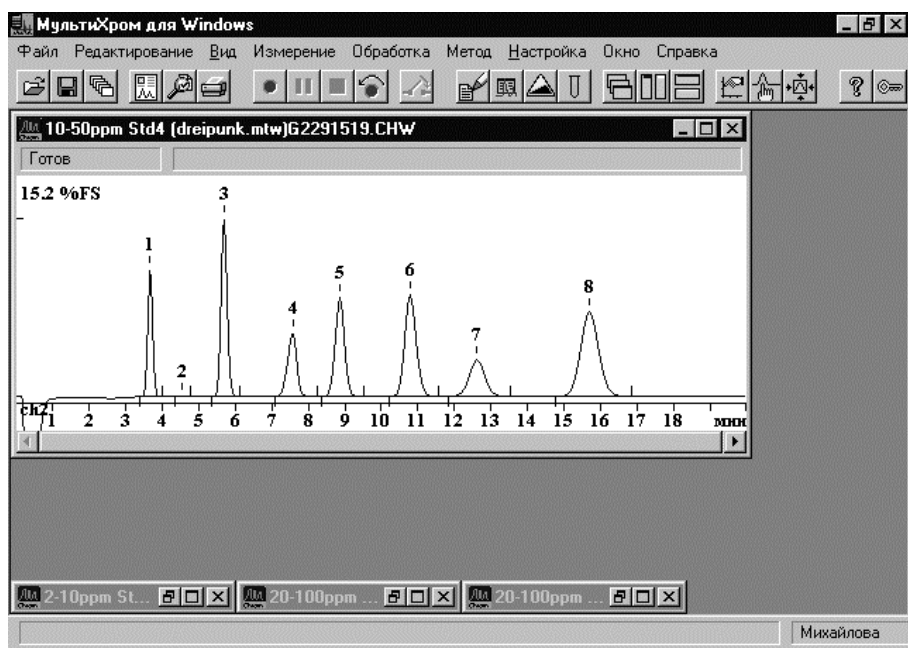 МультиХром для Windows
Файл Редактирование Вид Измерение Обработка Метод Настройка Окно Справка
10-50ppm Std4 (dreipunk.mtw)G2291519.CHW
Готов
15.2 %FS
3
1
5
6
8
4
7
2
ch2
1 2 3 4 5 6 7 8 9 10 11 12 13 14 15 16 17 18 мин
2-10ppm St... 20-100ppm ... 20-100ppm ...
Михайлова